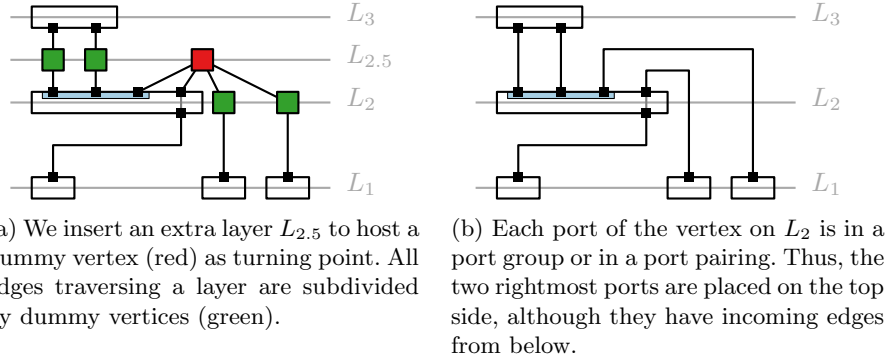 L3
L2.5
L2
L1
a) We insert an extra layer L2.5 to host a
ummy vertex (red) as turning point. All
dges traversing a layer are subdivided
y dummy vertices (green).
L3
L2
L1
(b) Each port of the vertex on L2 is in a
port group or in a port pairing. Thus, the
two rightmost ports are placed on the top
side, although they have incoming edges
from below.